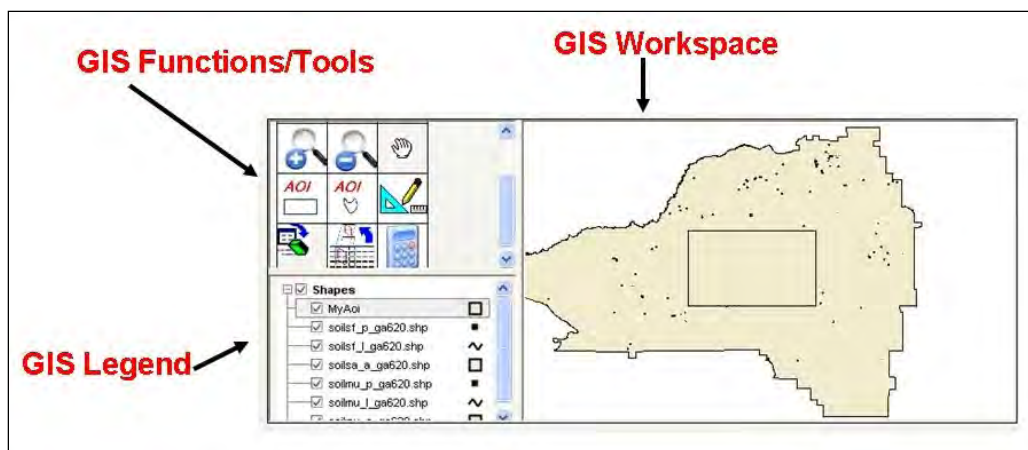 GIS Workspace
GIS Functions/Tools
AOI
AOI
Shapes
MyAoi
soilsf_p_ga620.shp
soilsf_l_ga620.shp
GIS Legend
soilsa_a_ga620.shp
soilmu_p_ga620.shp
soilmu_l_ga620.shp